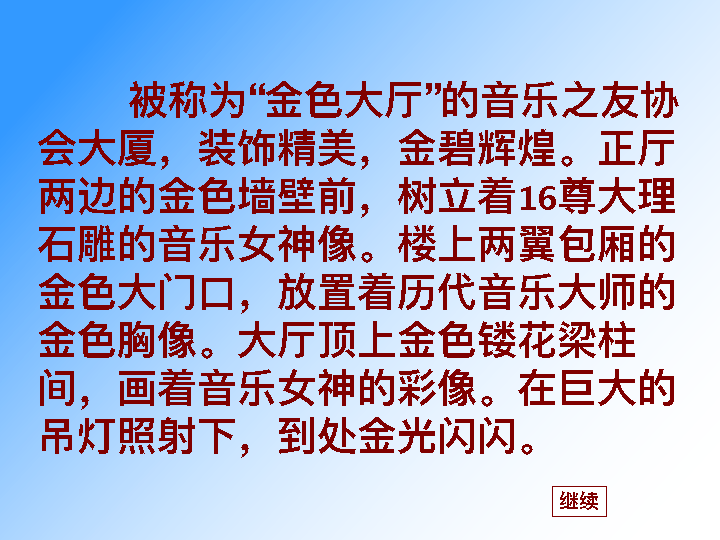 被称为“金色大厅”的音乐之友协
会大厦，装饰精美，金碧辉煌。正厅
两边的金色墙壁前，树立着16尊大理
石雕的音乐女神像。楼上两翼包厢的
金色大门口，放置着历代音乐大师的
金色胸像。大厅顶上金色镂花梁柱
间，画着音乐女神的彩像。在巨大的
吊灯照射下，到处金光闪闪。
继续